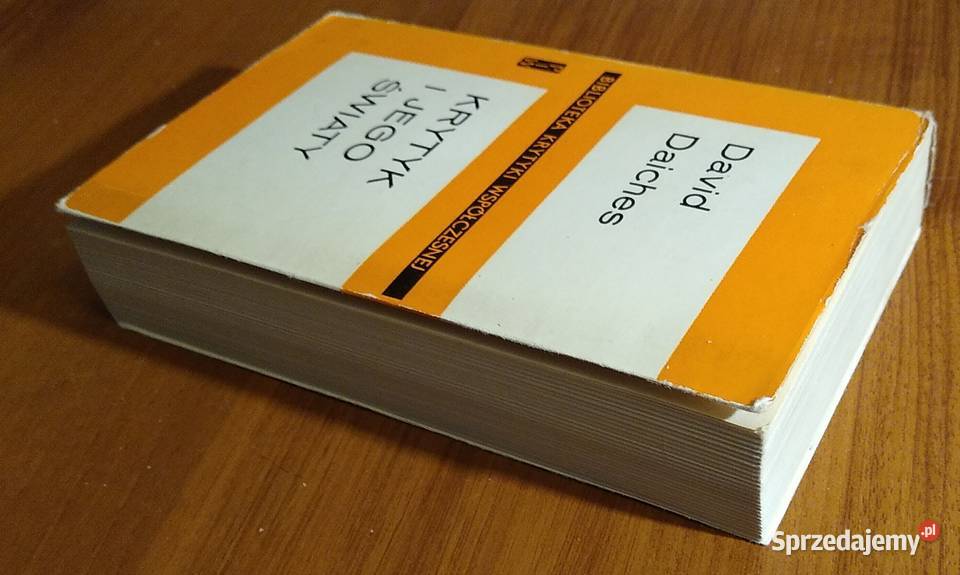 David
Daiches
BIBLIOTEKA KRYTYKI WSPÓŁCZESNEJ
KRYTYK
I JEGO
ŚWIATY
Sprzedajemy.pl